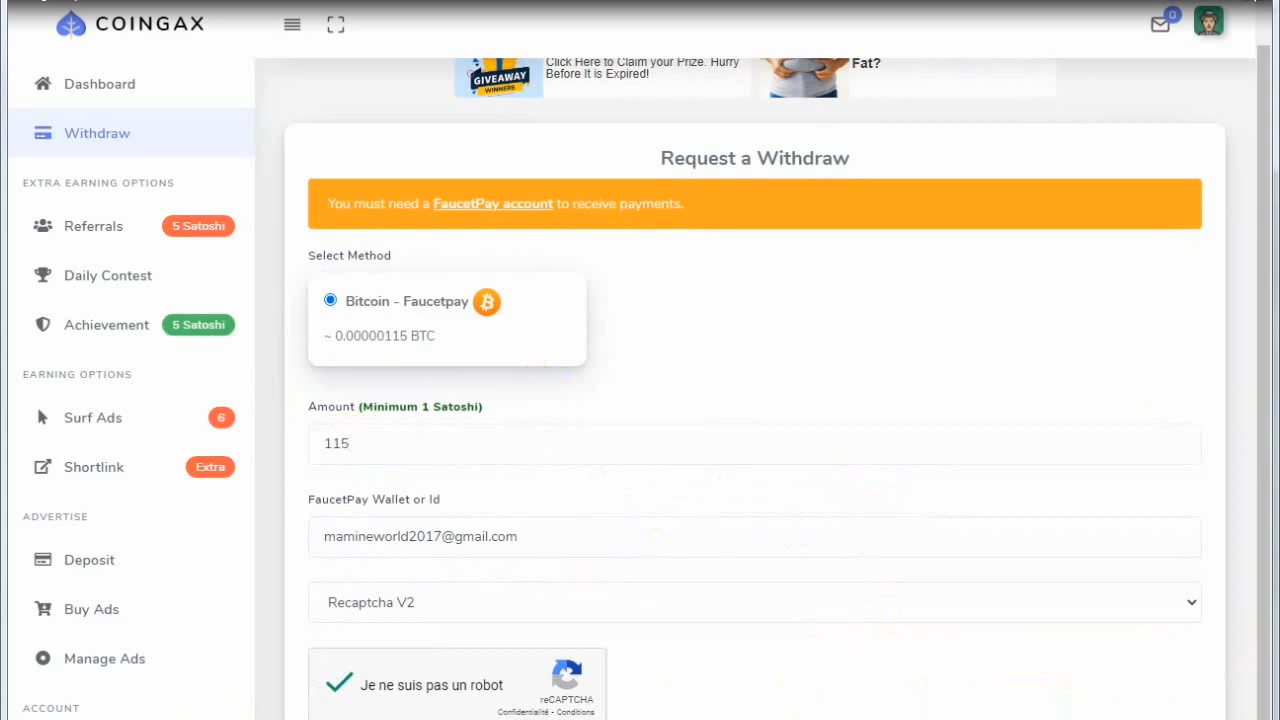 COINGAX
0
Dashboard
Withdraw
EXTRA EARNING OPTIONS
Referrals
5 Satoshi
Daily Contest
Achievement
5 Satoshi
EARNING OPTIONS
Surf Ads
6
Shortlink
Extra
ADVERTISE
Deposit
Buy Ads
Manage Ads
ACCOUNT
GIVEAWAY
WINNERS
Click Here to Claim your Prize. Hurry
Before It is Expired!
Fat?
Request a Withdraw
You must need a FaucetPay account to receive payments.
Select Method
Bitcoin - Faucetpay
~ 0.00000115 BTC
Amount (Minimum 1 Satoshi)
115
FaucetPay Wallet or Id
mamineworld2017@gmail.com
Recaptcha V2
Je ne suis pas un robot
reCAPTCHA
Confidentialité - Conditions